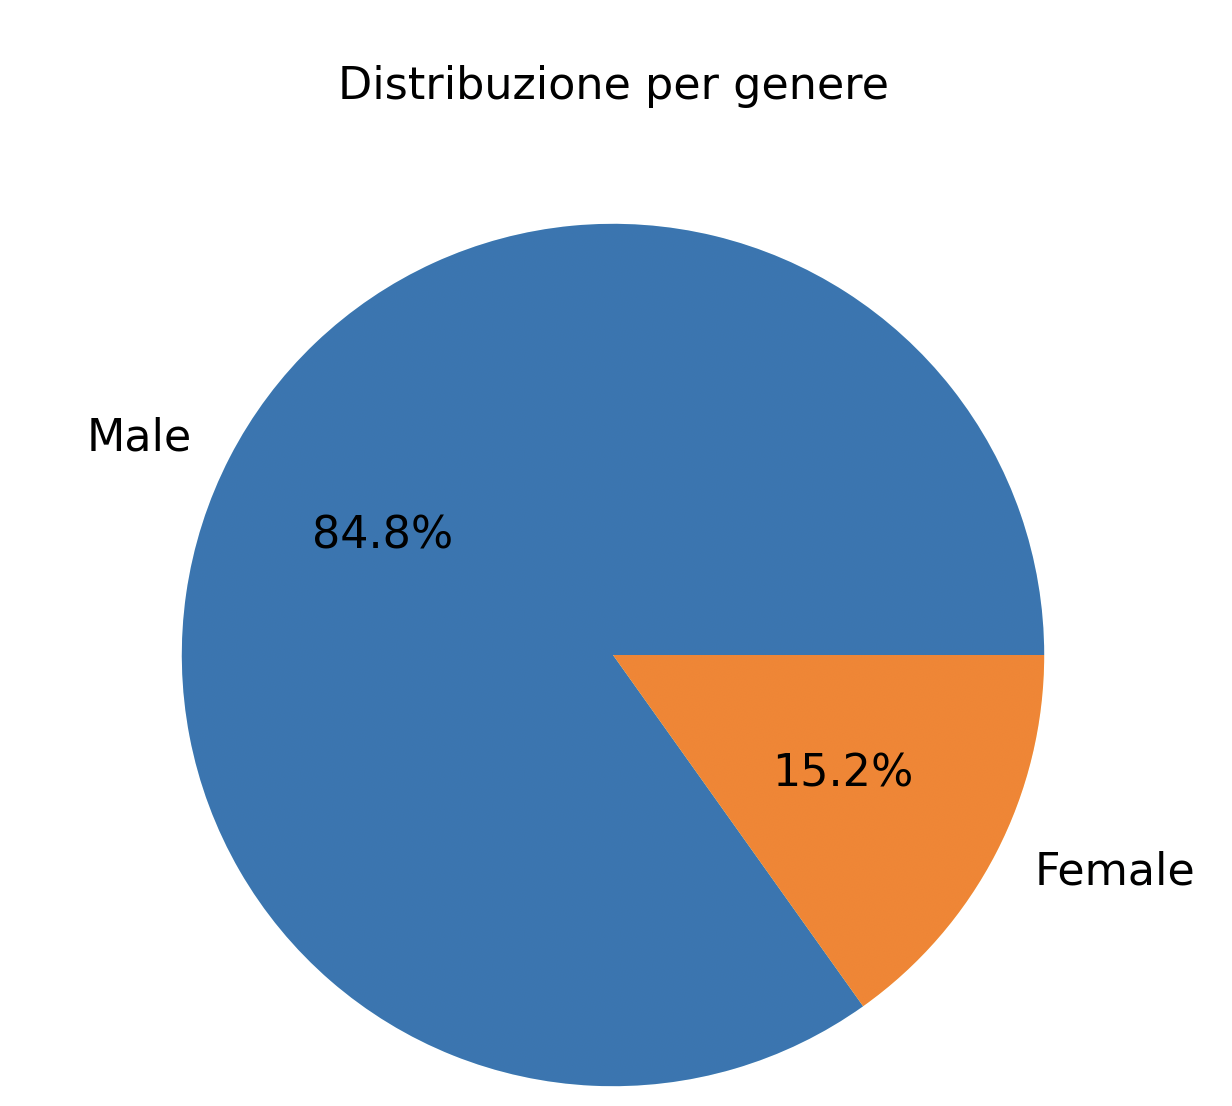 Distribuzione per genere
Male
84.8%
15.2%
Female